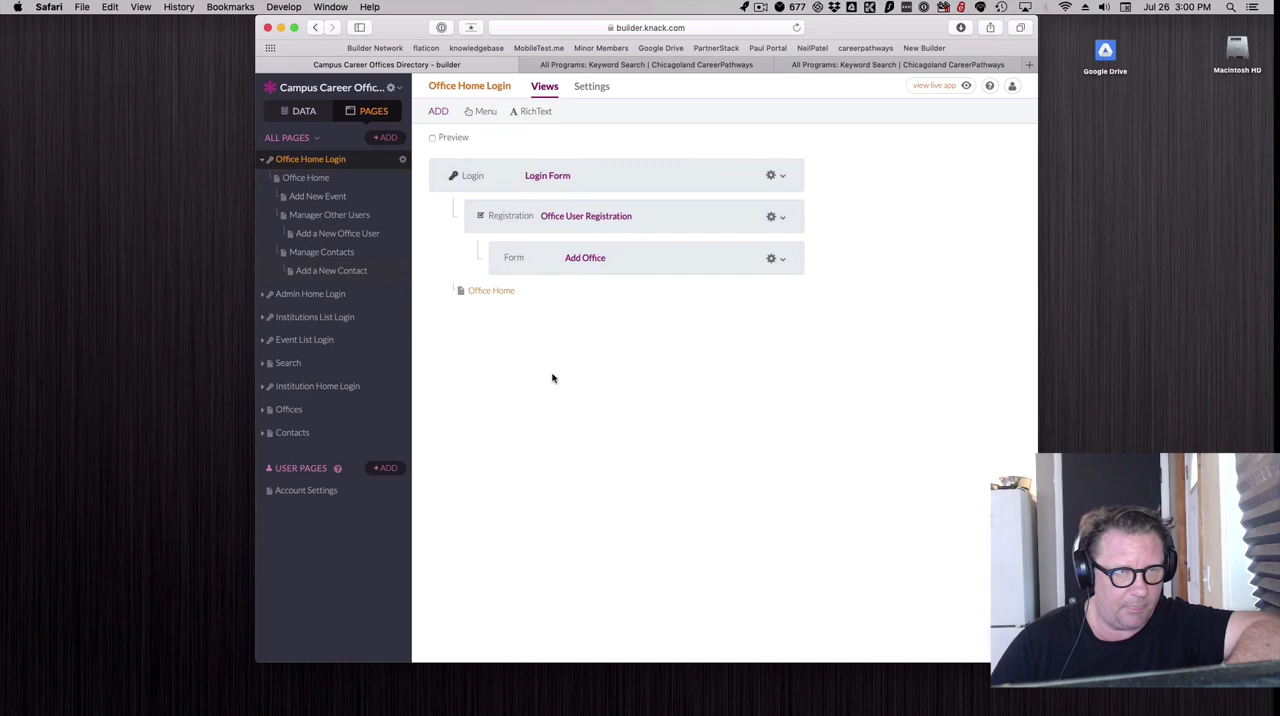 Safari File Edit View History Bookmarks Develop Window Help 677 Jul 26 3:00 PM
builder.knack.com
Builder Network flaticon knowledgebase MobileTest.me Minor Members Google Drive PartnerStack Paul Portal NeilPatel careerpathways New Builder
Campus Career Offices Directory - builder All Programs: Keyword Search | Chicagoland CareerPathways All Programs: Keyword Search | Chicagoland CareerPathways
Campus Career Offic... Office Home Login Views Settings view live app
DATA PAGES ADD Menu RichText
ALL PAGES + ADD Preview
Office Home Login
Office Home
Add New Event
Manager Other Users
Add a New Office User
Manage Contacts
Add a New Contact
Admin Home Login
Institutions List Login
Event List Login
Search
Institution Home Login
Offices
Contacts
USER PAGES + ADD
Account Settings
Login Login Form
Registration Office User Registration
Form Add Office
Office Home
Google Drive
Macintosh HD